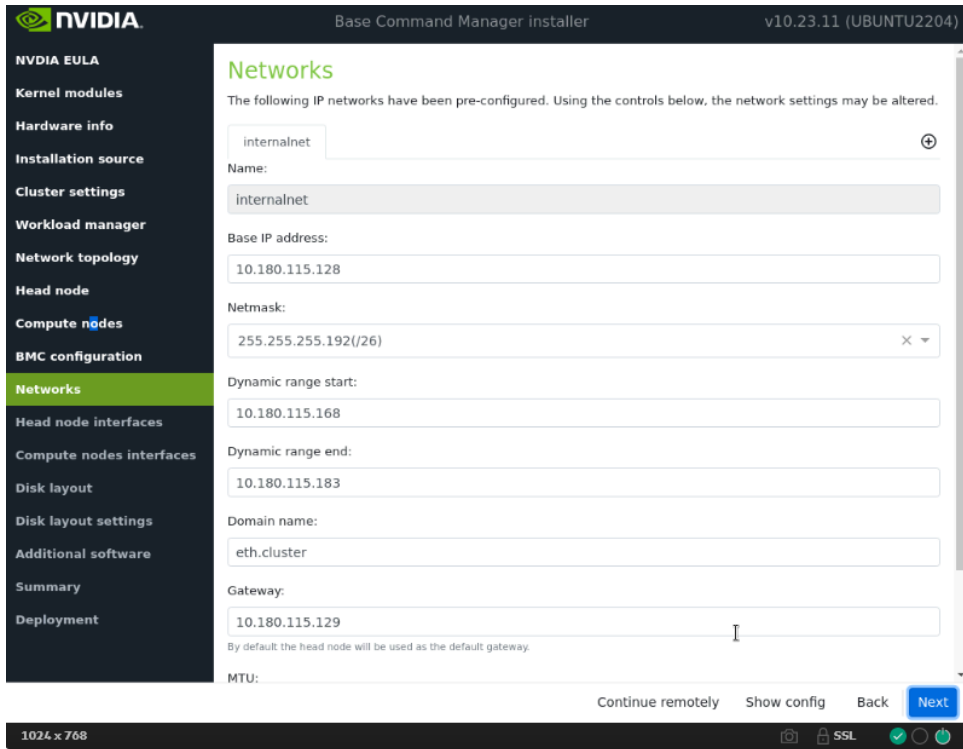 NVIDIA.
Base Command Manager installer
v10.23.11 (UBUNTU2204)
NVDIA EULA
Kernel modules
Hardware info
Installation source
Cluster settings
Workload manager
Network topology
Head node
Compute nodes
BMC configuration
Networks
Head node interfaces
Compute nodes interfaces
Disk layout
Disk layout settings
Additional software
Summary
Deployment
Networks
The following IP networks have been pre-configured. Using the controls below, the network settings may be altered.
internalnet
Name:
internalnet
Base IP address:
10.180.115.128
Netmask:
255.255.255.192(/26)
Dynamic range start:
10.180.115.168
Dynamic range end:
10.180.115.183
Domain name:
eth.cluster
Gateway:
10.180.115.129
By default the head node will be used as the default gateway.
MTU:
Continue remotely
Show config
Back
Next
1024 x 768
SSL